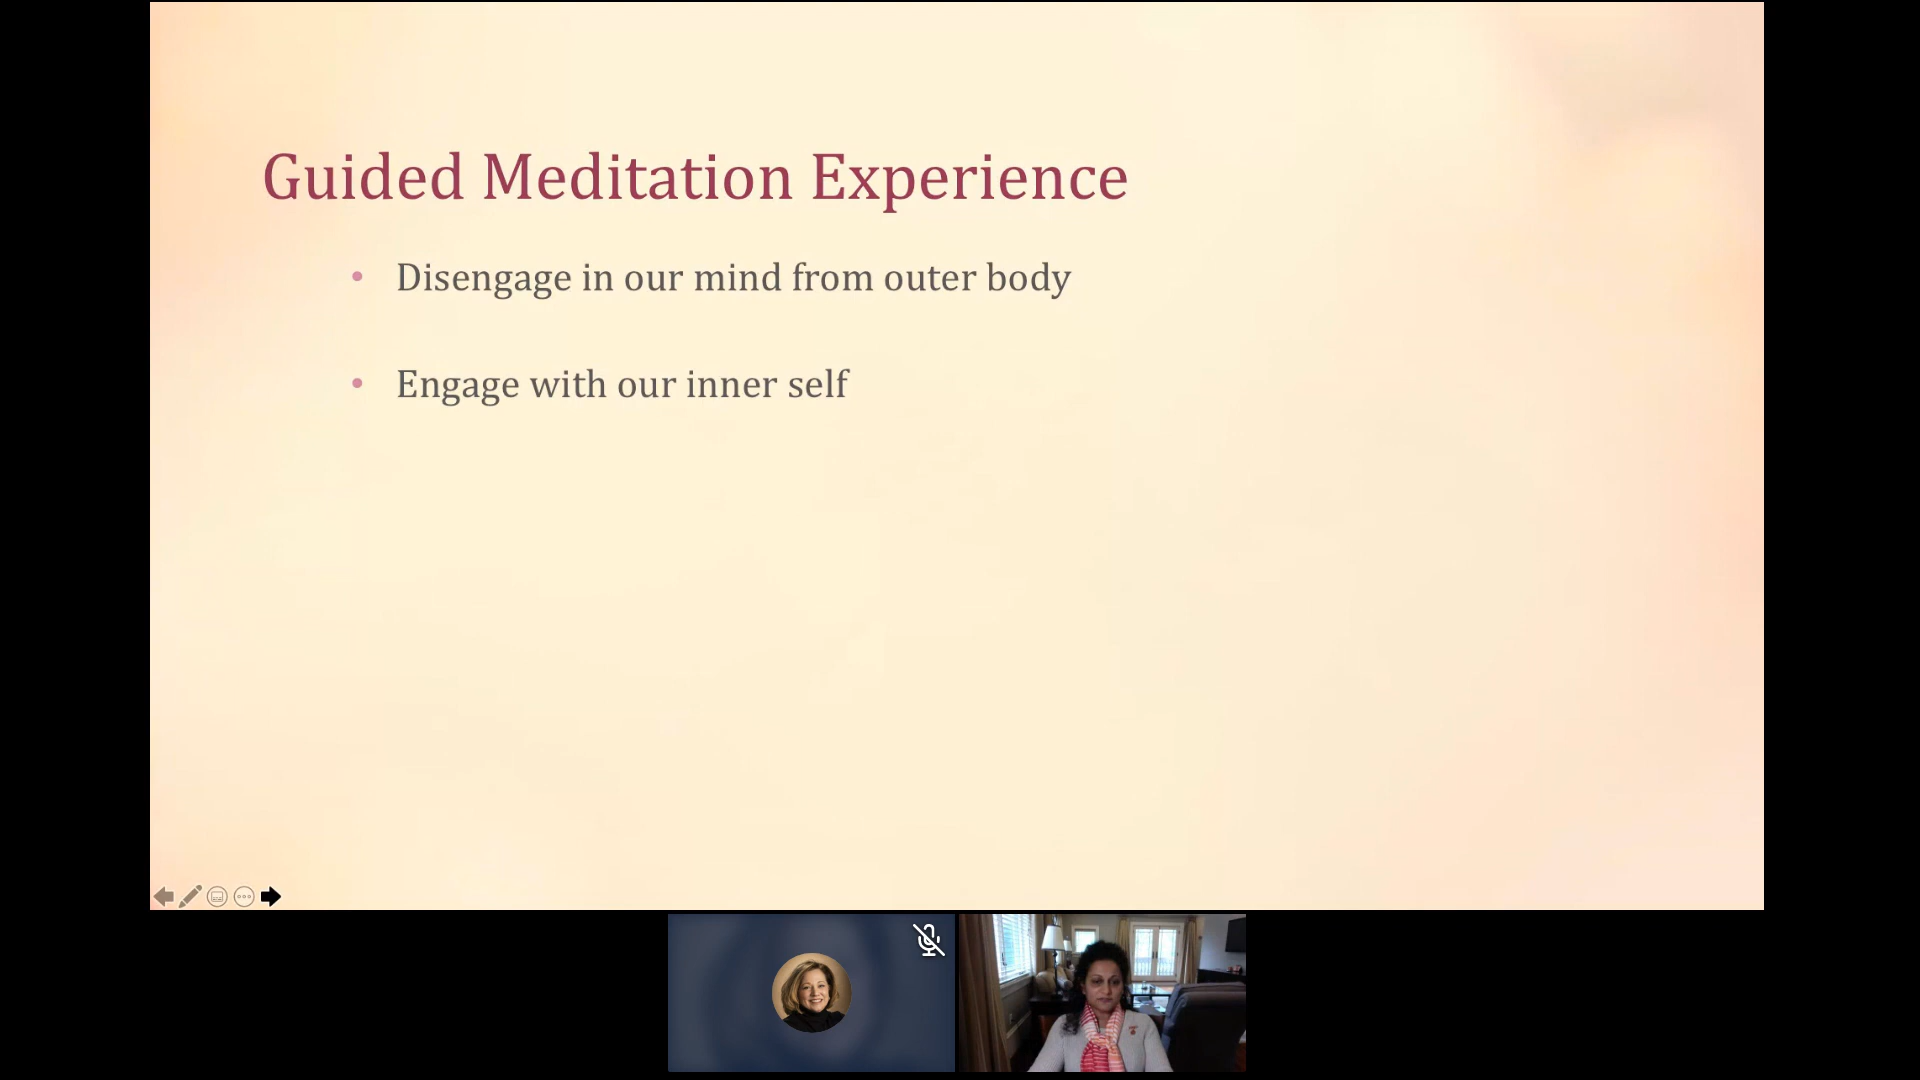 Guided Meditation Experience
• Disengage in our mind from outer body
• Engage with our inner self